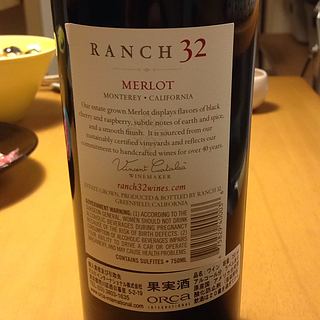 RANCH 32
MERLOT
MONTEREY • CALIFORNIA
Our estate grown Merlot displays flavors of black
cherry and raspberry, subtle notes of earth and spice,
and a smooth finish. It is sourced from our
sustainably certified vineyards and reflects our
commitment to handcrafted wines for over 40 years.
WINEMAKER
ranch32wines.com
ESTATE GROWN, PRODUCED & BOTTLED BY RANCH 32
GREENFIELD, CALIFORNIA
GOVERNMENT WARNING: (1) ACCORDING TO THE
SURGEON GENERAL, WOMEN SHOULD NOT DRINK
ALCOHOLIC BEVERAGES DURING PREGNANCY
BECAUSE OF THE RISK OF BIRTH DEFECTS. (2)
CONSUMPTION OF ALCOHOLIC BEVERAGES IMPAIRS
YOUR ABILITY TO DRIVE A CAR OR OPERATE
MACHINERY, AND MAY CAUSE HEALTH PROBLEMS
CONTAINS SULFITES • 750ML
果実酒
ORCA
ワイン